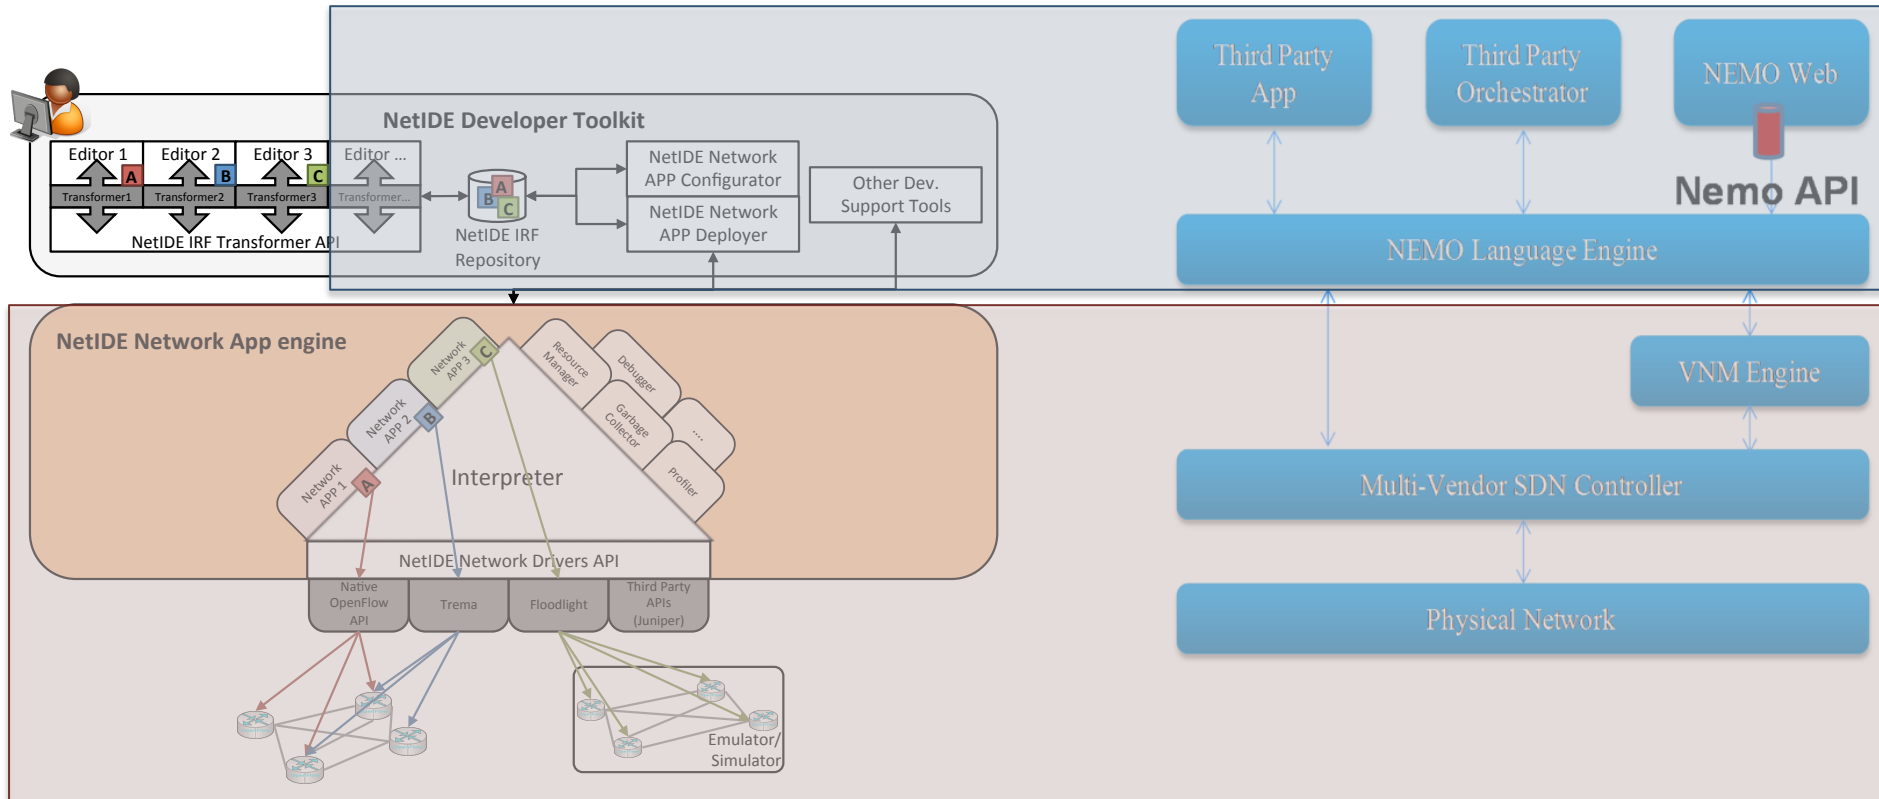 NetIDE Developer Toolkit
Editor 1
Editor 2
Editor 3
Editor ...
A
B
C
Transformer1
Transformer2
Transformer3
Transformer...
NetIDE IRF Transformer API
A
B
C
NetIDE IRF
Repository
NetIDE Network
APP Configurator
NetIDE Network
APP Deployer
Other Dev.
Support Tools
Third Party
App
Third Party
Orchestrator
NEMO Web
Nemo API
NEMO Language Engine
NetIDE Network App engine
Network
APP 1
A
Network
APP 2
B
Network
APP 3
C
Resource
Manager
Debugger
Garbage
Collector
....
Profiler
Interpreter
NetIDE Network Drivers API
Native
OpenFlow
API
Trema
Floodlight
Third Party
APIs
(Juniper)
Emulator/
Simulator
VNM Engine
Multi-Vendor SDN Controller
Physical Network